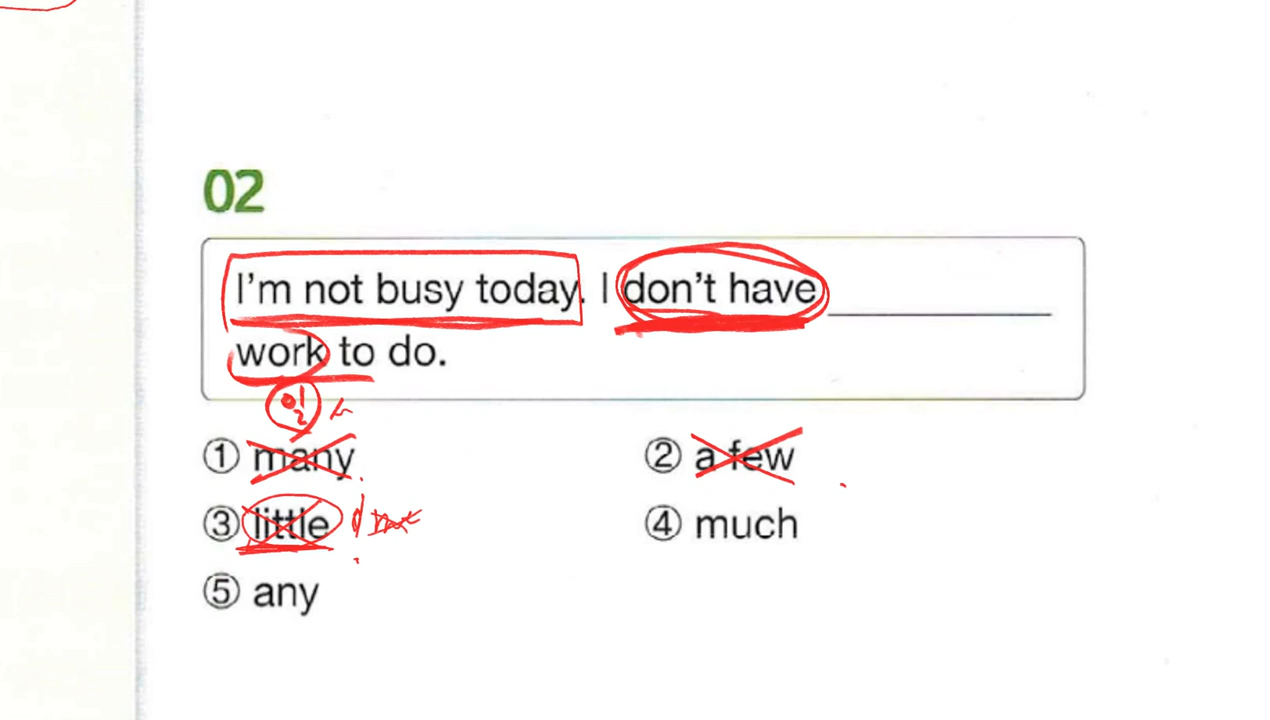 02
I'm not busy today. I don't have ____________
work to do.
① many
② a few
③ little
④ much
⑤ any